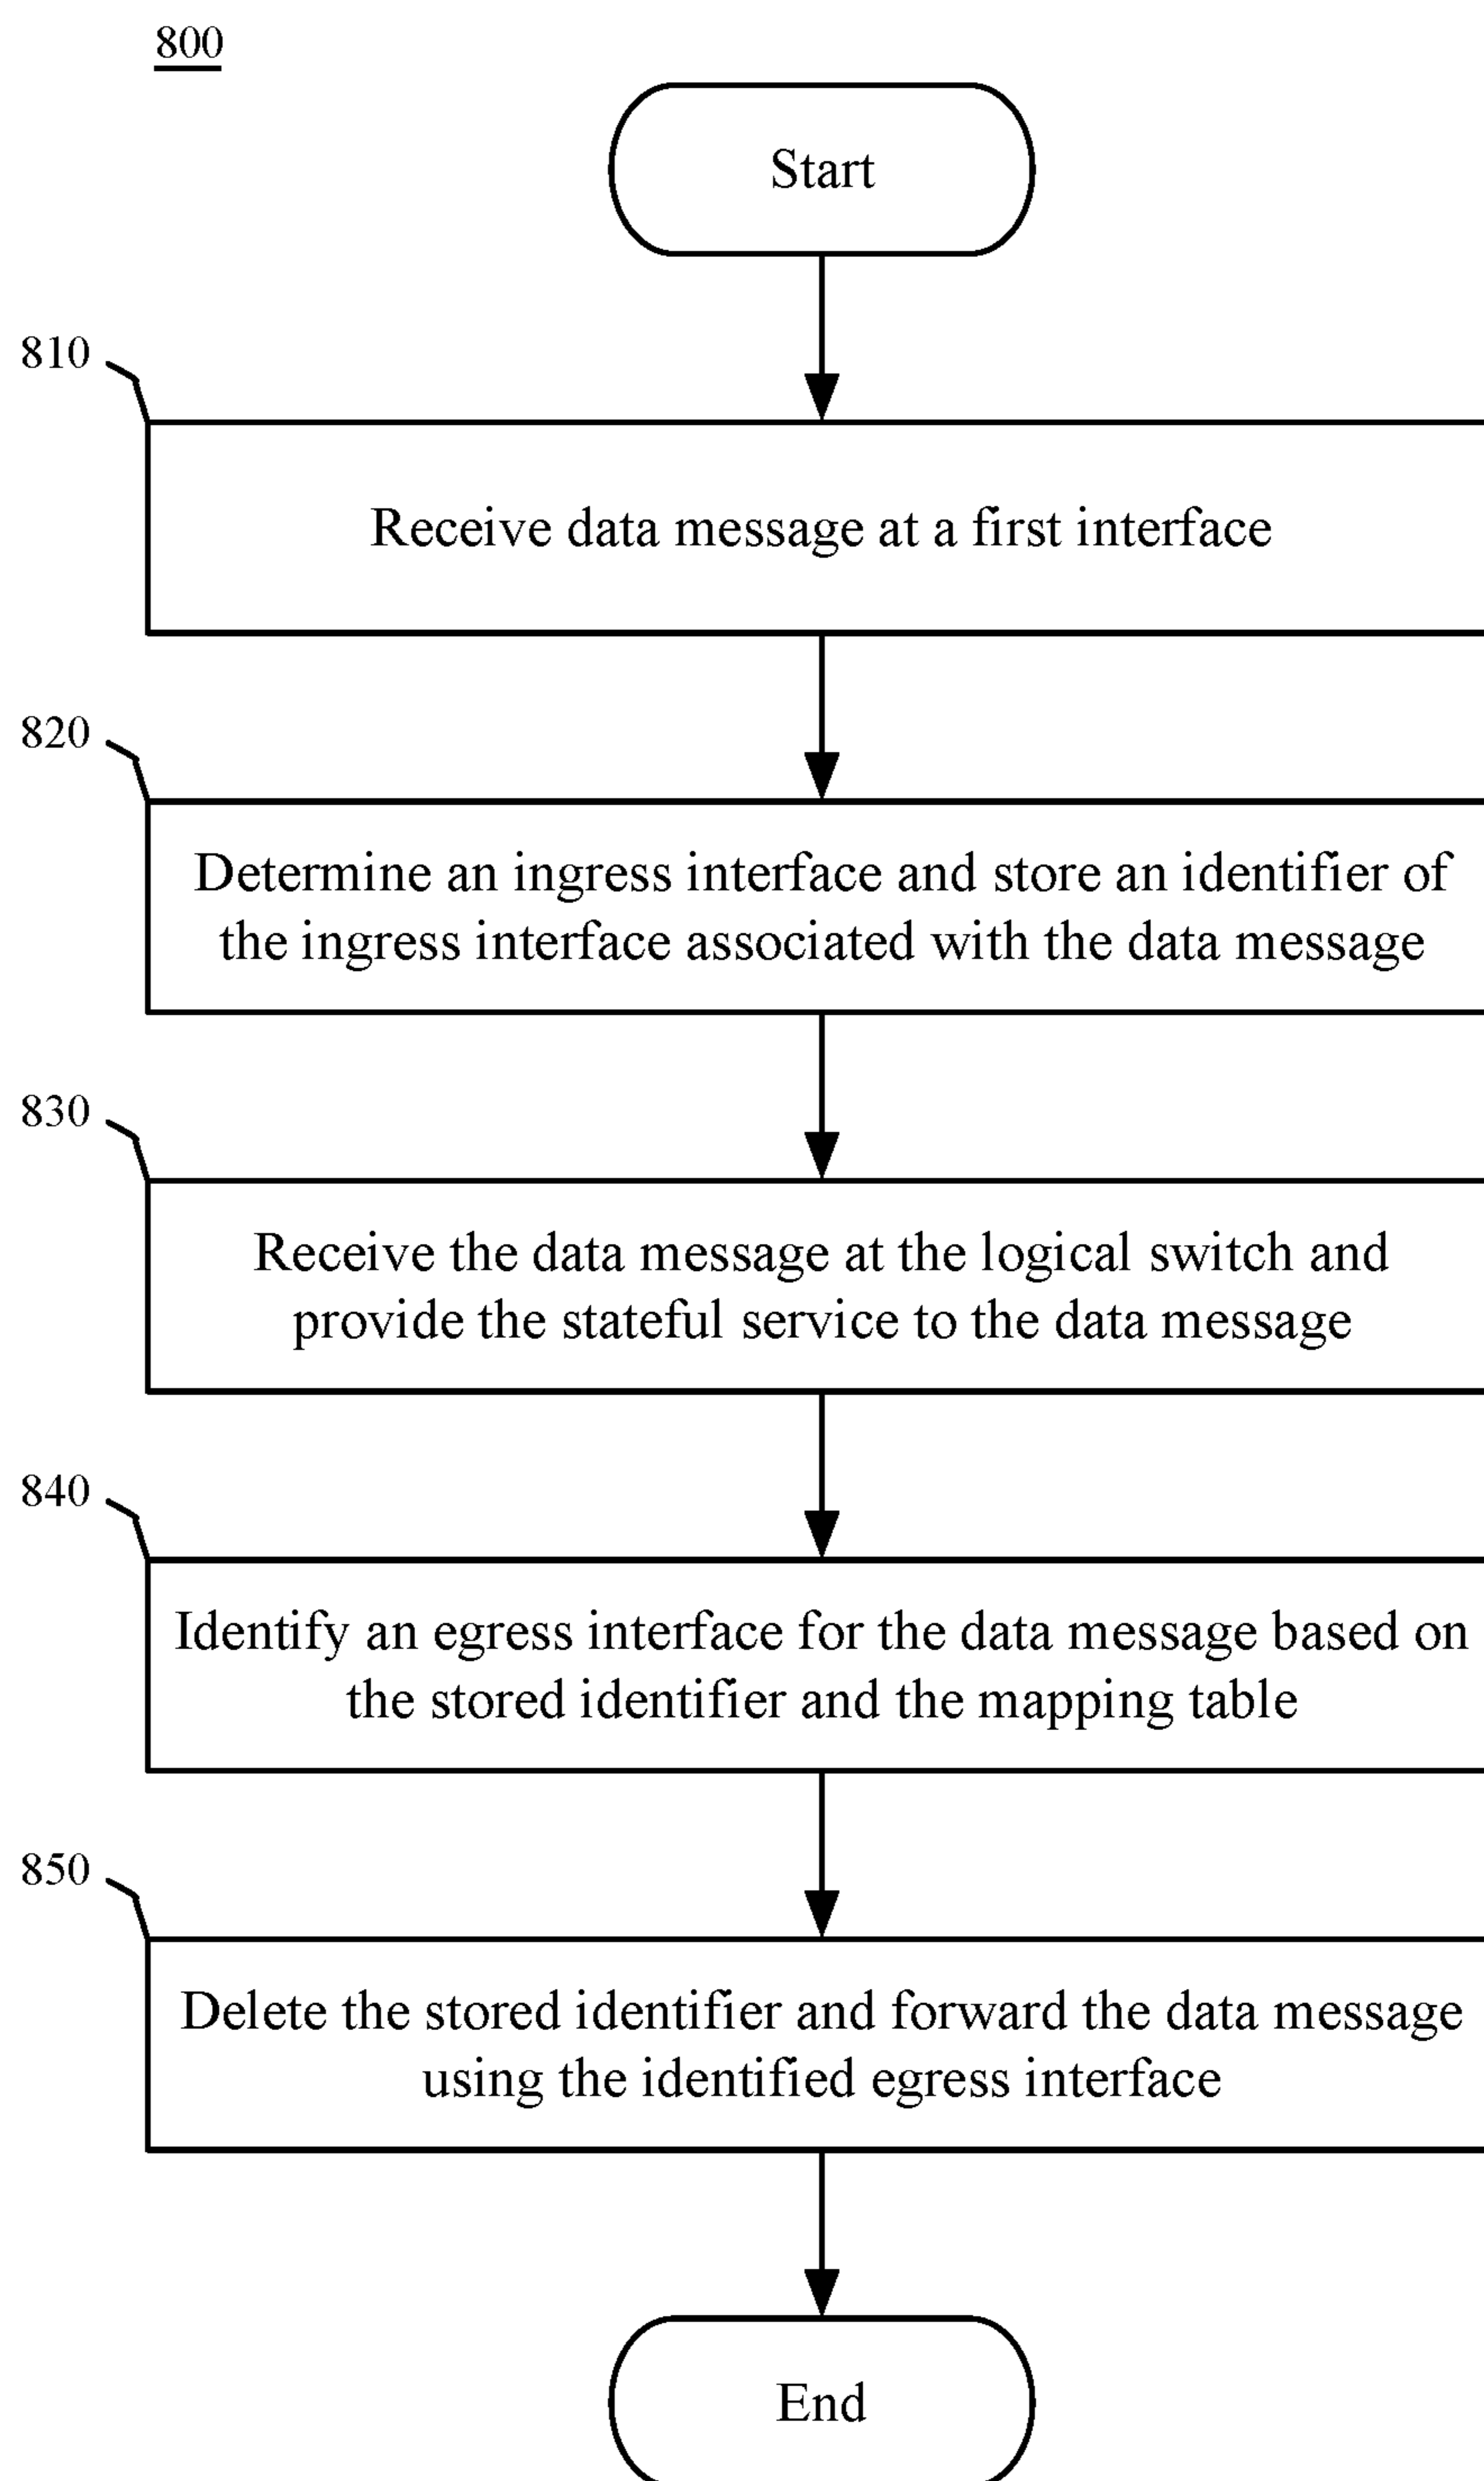 800
Start
810
Receive data message at a first interface
820
Determine an ingress interface and store an identifier of
the ingress interface associated with the data message
830
Receive the data message at the logical switch and
provide the stateful service to the data message
840
Identify an egress interface for the data message based on
the stored identifier and the mapping table
850
Delete the stored identifier and forward the data message
using the identified egress interface
End